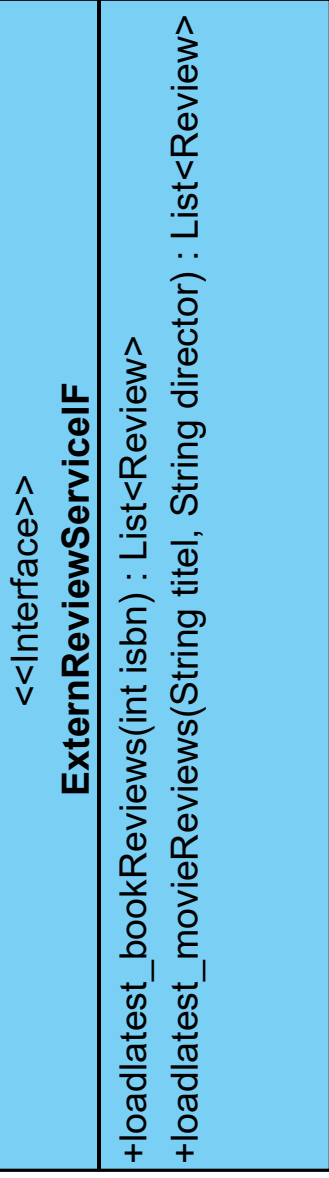 <<Interface>>
ExternReviewServiceIF
+loadlatest_bookReviews(int isbn) : List<Review>
+loadlatest_movieReviews(String titel, String director) : List<Review>